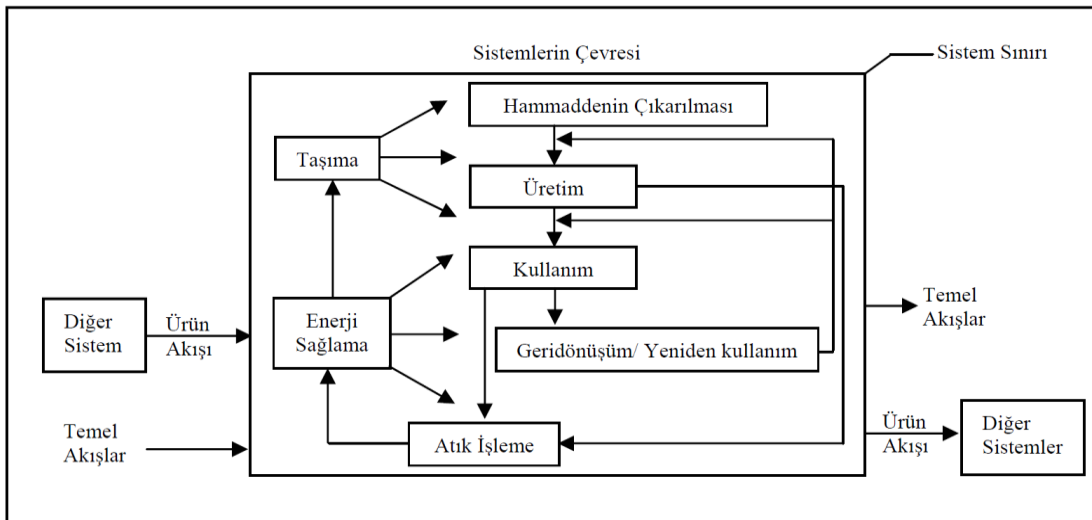 Sistemlerin Çevresi
Sistem Sınırı
Hammaddenin Çıkarılması
Taşıma
Üretim
Kullanım
Diğer
Sistem
Ürün
Akışı
Enerji
Sağlama
Geridönüşüm/ Yeniden kullanım
Temel
Akışlar
Temel
Akışlar
Atık İşleme
Ürün
Akışı
Diğer
Sistemler